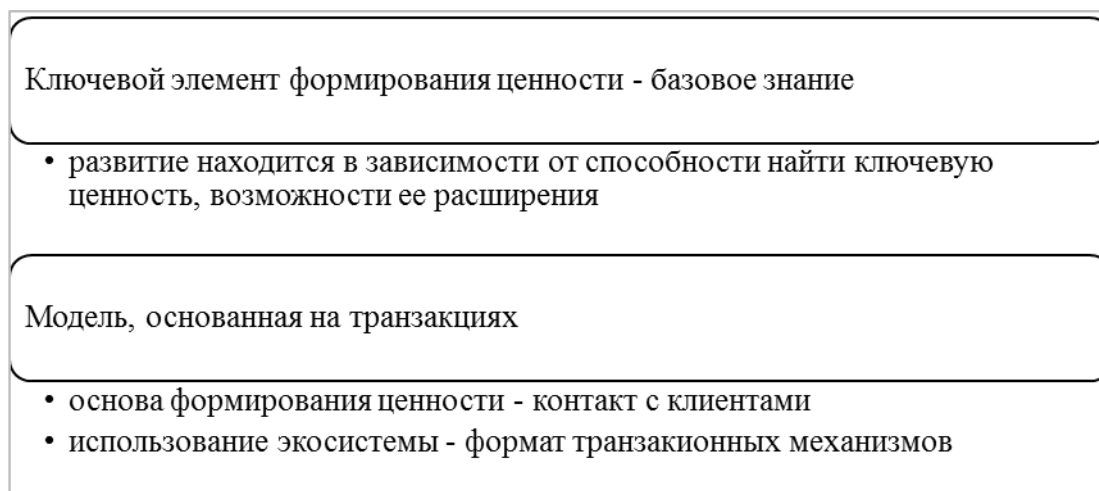 Ключевой элемент формирования ценности - базовое знание
• развитие находится в зависимости от способности найти ключевую
ценность, возможности ее расширения
Модель, основанная на транзакциях
• основа формирования ценности - контакт с клиентами
• использование экосистемы - формат транзакионных механизмов